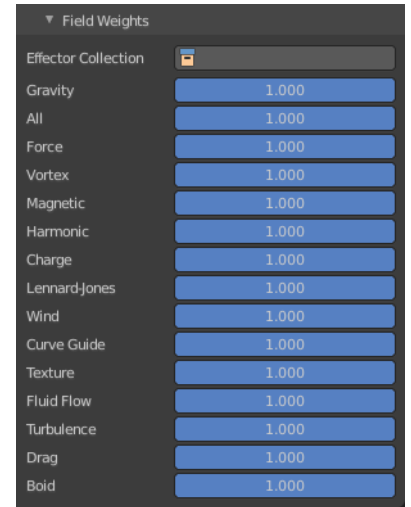 Field Weights
Effector Collection
Gravity 1.000
All 1.000
Force 1.000
Vortex 1.000
Magnetic 1.000
Harmonic 1.000
Charge 1.000
Lennard-Jones 1.000
Wind 1.000
Curve Guide 1.000
Texture 1.000
Fluid Flow 1.000
Turbulence 1.000
Drag 1.000
Boid 1.000